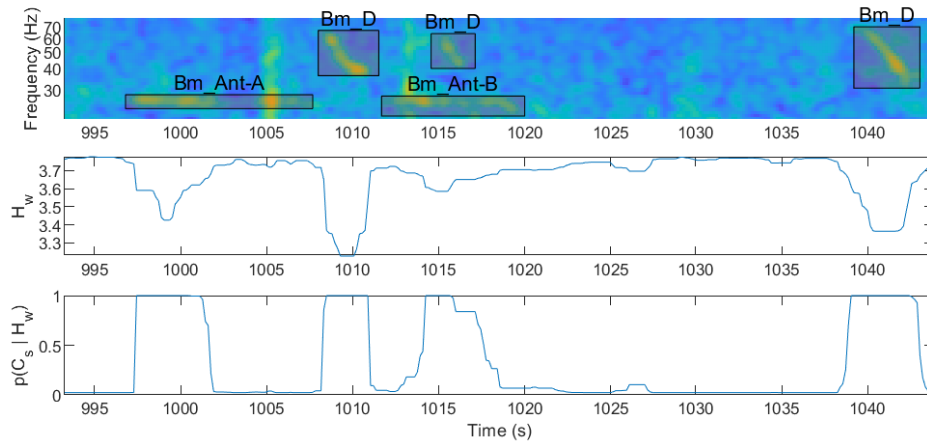 Frequency (Hz)
70
60
50
40
30
Bm_D
Bm_D
Bm_D
Bm_Ant-A
Bm_Ant-B
995 1000 1005 1010 1015 1020 1025 1030 1035 1040
H_w
3.7
3.6
3.5
3.4
3.3
995 1000 1005 1010 1015 1020 1025 1030 1035 1040
p(C_s | H_w)
1
0.5
0
995 1000 1005 1010 1015 1020 1025 1030 1035 1040
Time (s)